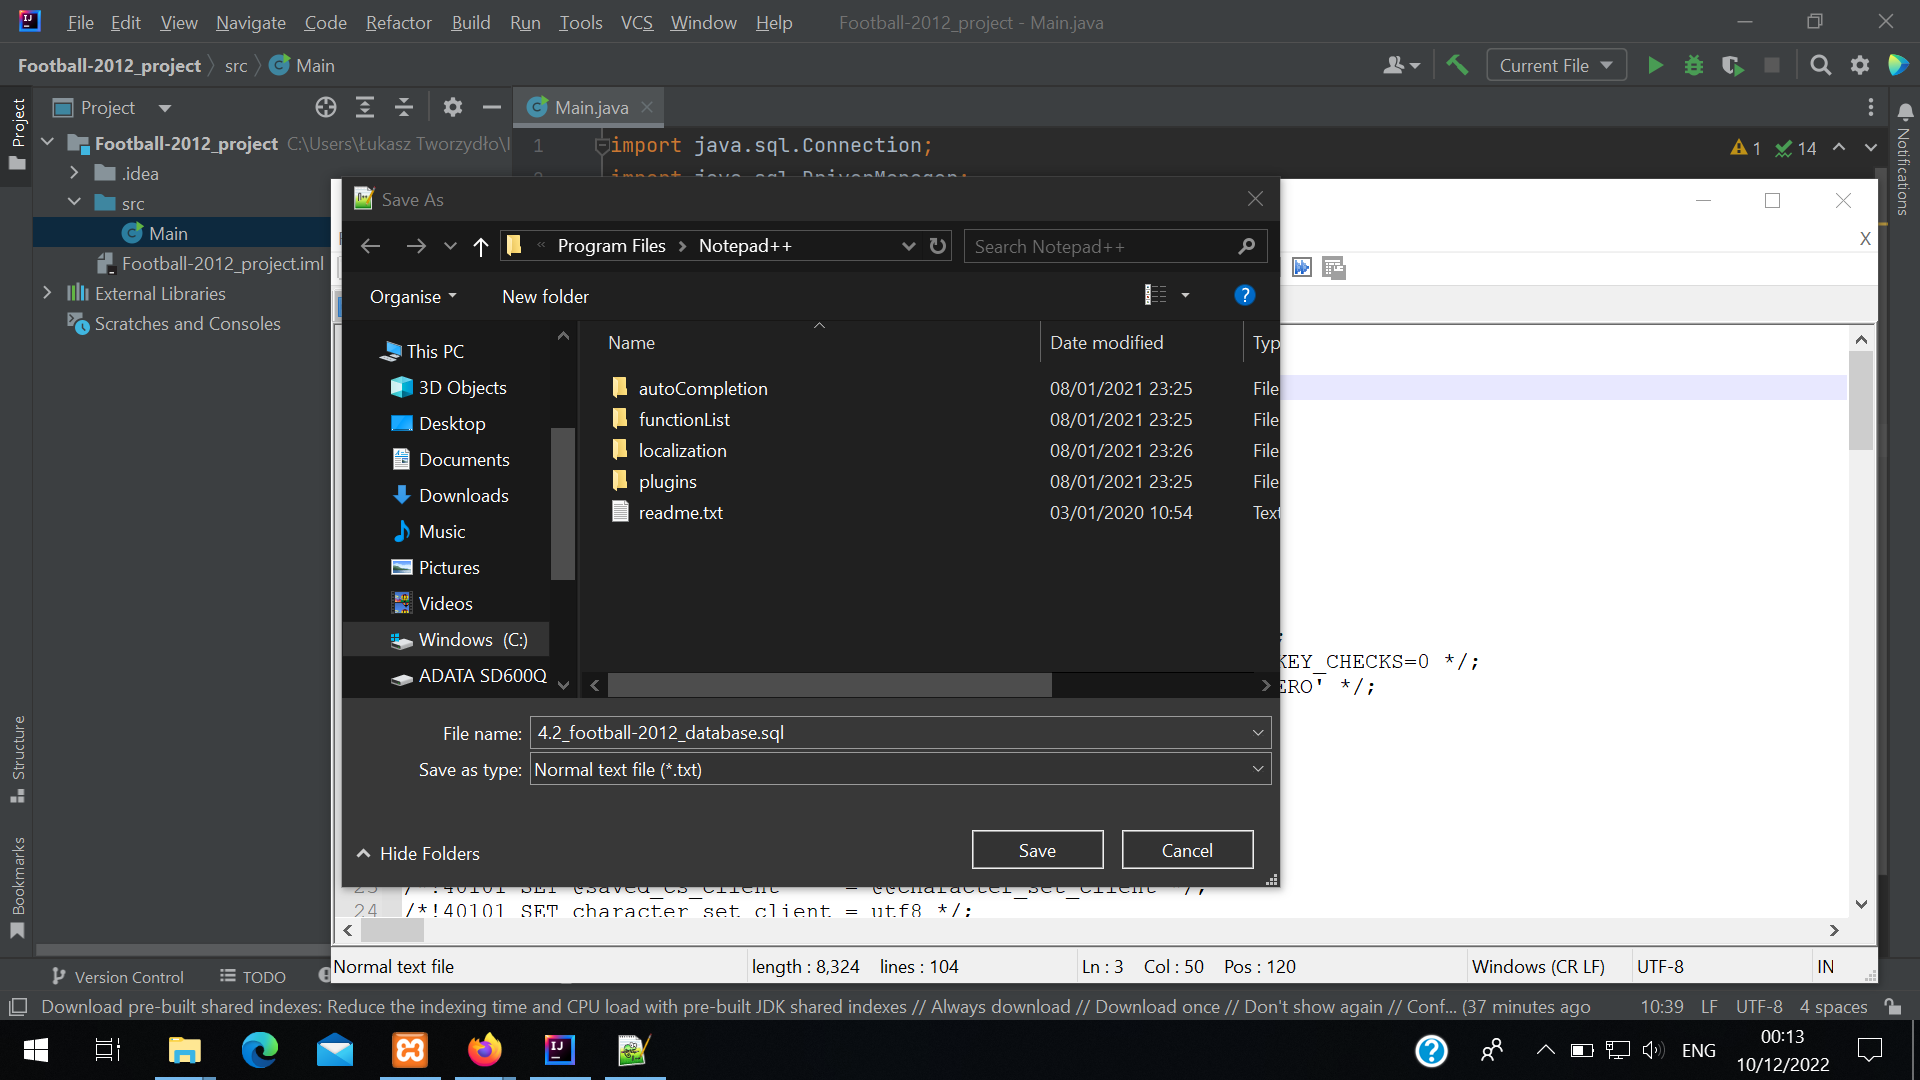 File Edit View Navigate Code Refactor Build Run Tools VCS Window Help Football-2012_project - Main.java
Football-2012_project src Main Current File
Project Main.java
Project
Football-2012_project C:\Users\Łukasz Tworzydło\I
.idea
src
Main
Football-2012_project.iml
External Libraries
Scratches and Consoles
1 import java.sql.Connection;
import java.sql.DriverManager;
1 14
Notifications
Save As
Program Files Notepad++ Search Notepad++
X
Organise New folder
This PC
3D Objects
Desktop
Documents
Downloads
Music
Pictures
Videos
Windows (C:)
ADATA SD600Q
Name Date modified Typ
autoCompletion 08/01/2021 23:25 File
functionList 08/01/2021 23:25 File
localization 08/01/2021 23:26 File
plugins 08/01/2021 23:25 File
readme.txt 03/01/2020 10:54 Text
KEY_CHECKS=0 */;
ERO' */;
File name: 4.2_football-2012_database.sql
Save as type: Normal text file (*.txt)
Hide Folders Save Cancel
23 /*!40101 SET @saved_cs_client = @@character_set_client */;
24 /*!40101 SET character_set_client = utf8 */;
Structure
Bookmarks
Normal text file length : 8,324 lines : 104 Ln : 3 Col : 50 Pos : 120 Windows (CR LF) UTF-8 IN
Version Control TODO
Download pre-built shared indexes: Reduce the indexing time and CPU load with pre-built JDK shared indexes // Always download // Download once // Don't show again // Conf... (37 minutes ago 10:39 LF UTF-8 4 spaces
ENG 00:13
10/12/2022